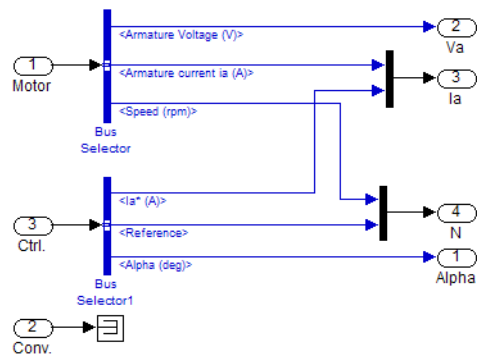 <Armature Voltage (V)>
2
Va
1
Motor
<Armature current ia (A)>
3
Ia
<Speed (rpm)>
Bus
Selector
<Ia* (A)>
3
Ctrl.
<Reference>
4
N
<Alpha (deg)>
1
Alpha
Bus
Selector1
2
Conv.